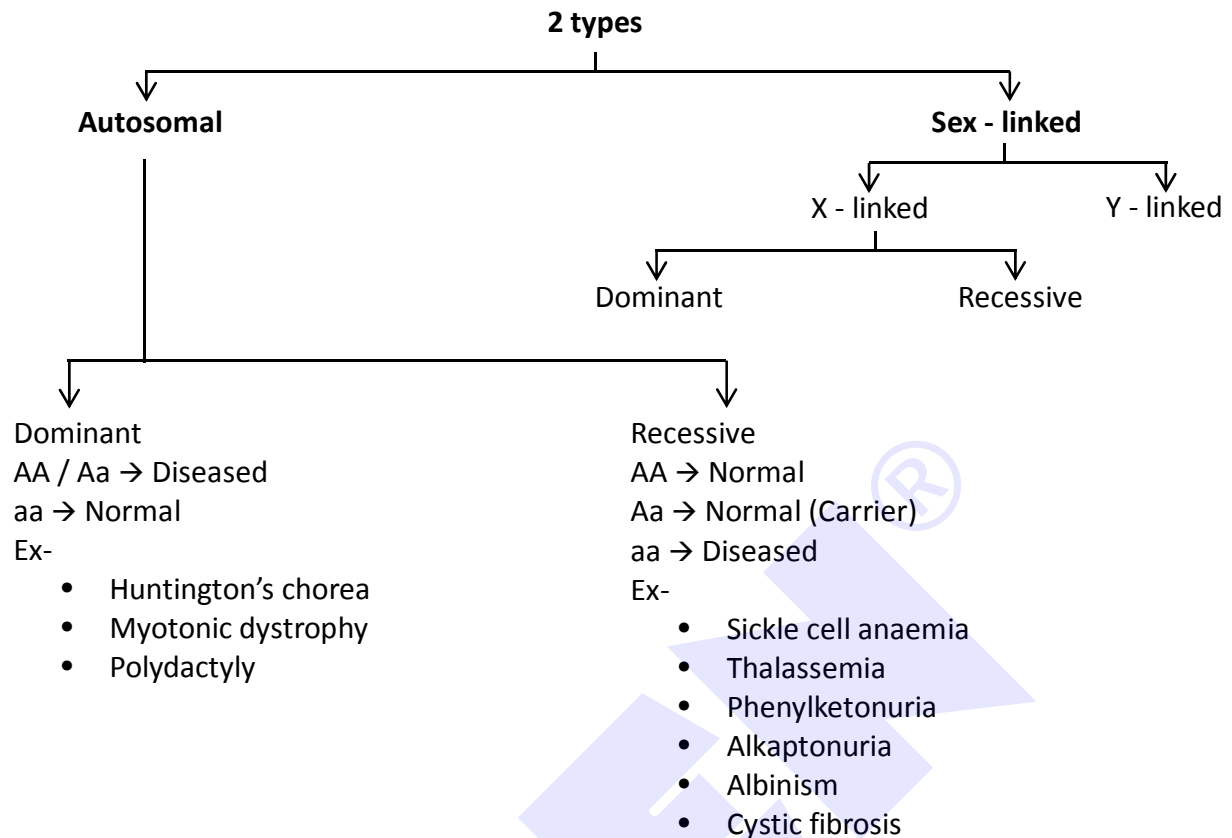 2 types
Autosomal
Sex - linked
X - linked
Y - linked
Dominant
Recessive
Dominant
AA / Aa → Diseased
aa → Normal
Ex-
• Huntington’s chorea
• Myotonic dystrophy
• Polydactyly
Recessive
AA → Normal
Aa → Normal (Carrier)
aa → Diseased
Ex-
• Sickle cell anaemia
• Thalassemia
• Phenylketonuria
• Alkaptonuria
• Albinism
• Cystic fibrosis
®